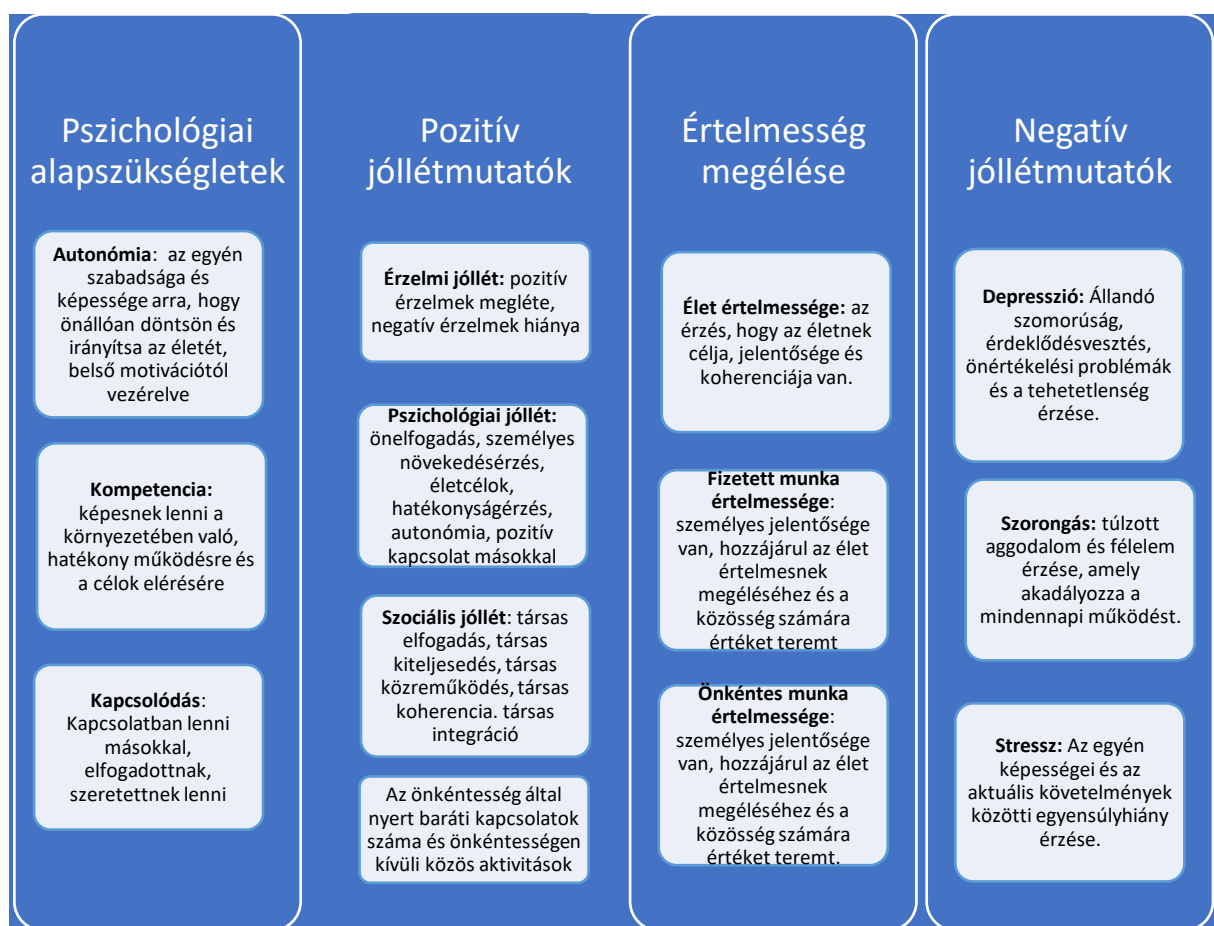 Pszichológiai
alapszükségletek
Autonómia: az egyén
szabadsága és
képessége arra, hogy
önállóan döntsön és
irányítsa az életét,
belső motivációtól
vezérelve
Kompetencia:
képesnek lenni a
környezetében való,
hatékony működésre és
a célok elérésére
Kapcsolódás:
Kapcsolatban lenni
másokkal,
elfogadottnak,
szeretettnek lenni
Pozitív
jóllétmutatók
Érzelmi jóllét: pozitív
érzelmek megléte,
negatív érzelmek hiánya
Pszichológiai jóllét:
önelfogadás, személyes
növekedésérzés,
életcélok,
hatékonyságérzés,
autonómia, pozitív
kapcsolat másokkal
Szociális jóllét: társas
elfogadás, társas
kiteljesedés, társas
közreműködés, társas
koherencia. társas
integráció
Az önkéntesség által
nyert baráti kapcsolatok
száma és önkéntességen
kívüli közös aktivitások
Értelmesség
megélése
Élet értelmessége: az
érzés, hogy az életnek
célja, jelentősége és
koherenciája van.
Fizetett munka
értelmessége:
személyes jelentősége
van, hozzájárul az élet
értelmesnek
megéléséhez és a
közösség számára
értéket teremt
Önkéntes munka
értelmessége:
személyes jelentősége
van, hozzájárul az élet
értelmesnek
megéléséhez és a
közösség számára
értéket teremt.
Negatív
jóllétmutatók
Depresszió: Állandó
szomorúság,
érdeklődésvesztés,
önértékelési problémák
és a tehetetlenség
érzése.
Szorongás: túlzott
aggodalom és félelem
érzése, amely
akadályozza a
mindennapi működést.
Stressz: Az egyén
képességei és az
aktuális követelmények
közötti egyensúlyhiány
érzése.